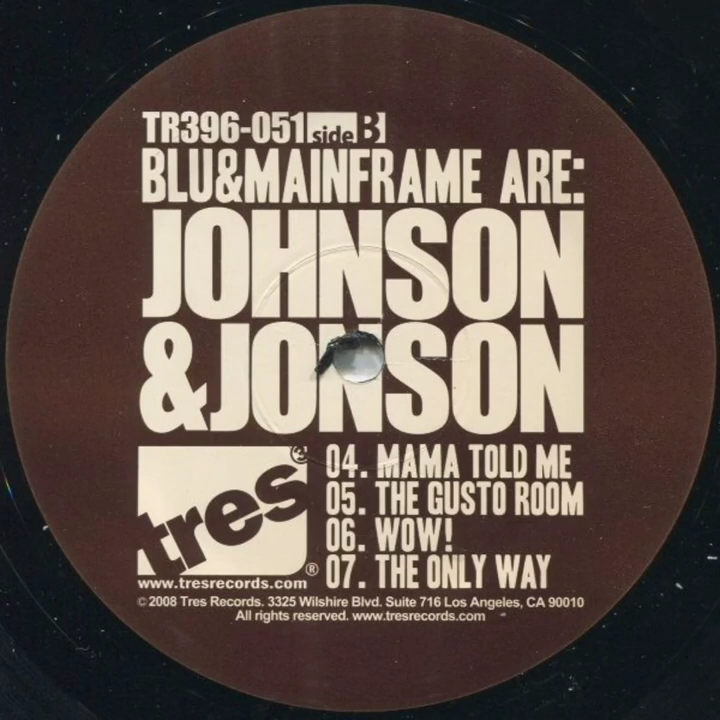 TR396-051 side B
BLU&MAINFRAME ARE:
JOHNSON
&JONSON
tres 3
04. MAMA TOLD ME
05. THE GUSTO ROOM
06. WOW!
07. THE ONLY WAY
www.tresrecords.com ®
© 2008 Tres Records. 3325 Wilshire Blvd. Suite 716 Los Angeles, CA 90010
All rights reserved. www.tresrecords.com